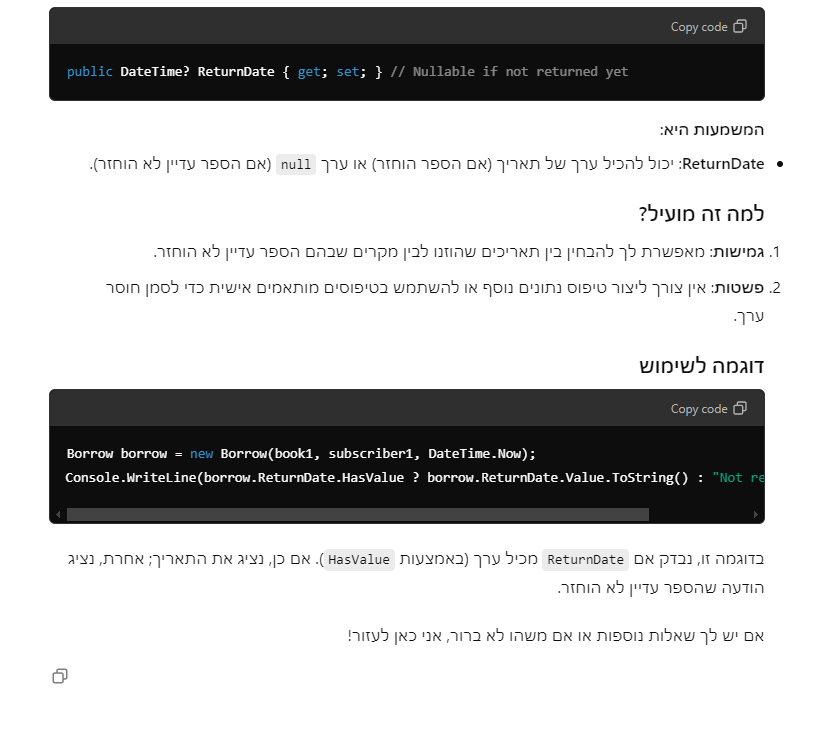 Copy code
public DateTime? ReturnDate { get; set; } // Nullable if not returned yet
המשמעות היא:
• ReturnDate: יכול להכיל ערך של תאריך (אם הספר הוחזר) או ערך null (אם הספר עדיין לא הוחזר).
למה זה מועיל?
1. גמישות: מאפשרת לך להבחין בין תאריכים שהוזנו לבין מקרים שבהם הספר עדיין לא הוחזר.
2. פשטות: אין צורך ליצור טיפוס נתונים נוסף או להשתמש בטיפוסים מותאמים אישית כדי לסמן חוסר
ערך.
דוגמה לשימוש
Copy code
Borrow borrow = new Borrow(book1, subscriber1, DateTime.Now);
Console.WriteLine(borrow.ReturnDate.HasValue ? borrow.ReturnDate.Value.ToString() : "Not re
בדוגמה זו, נבדק אם ReturnDate מכיל ערך (באמצעות HasValue). אם כן, נציג את התאריך; אחרת, נציג
הודעה שהספר עדיין לא הוחזר.
אם יש לך שאלות נוספות או אם משהו לא ברור, אני כאן לעזור!